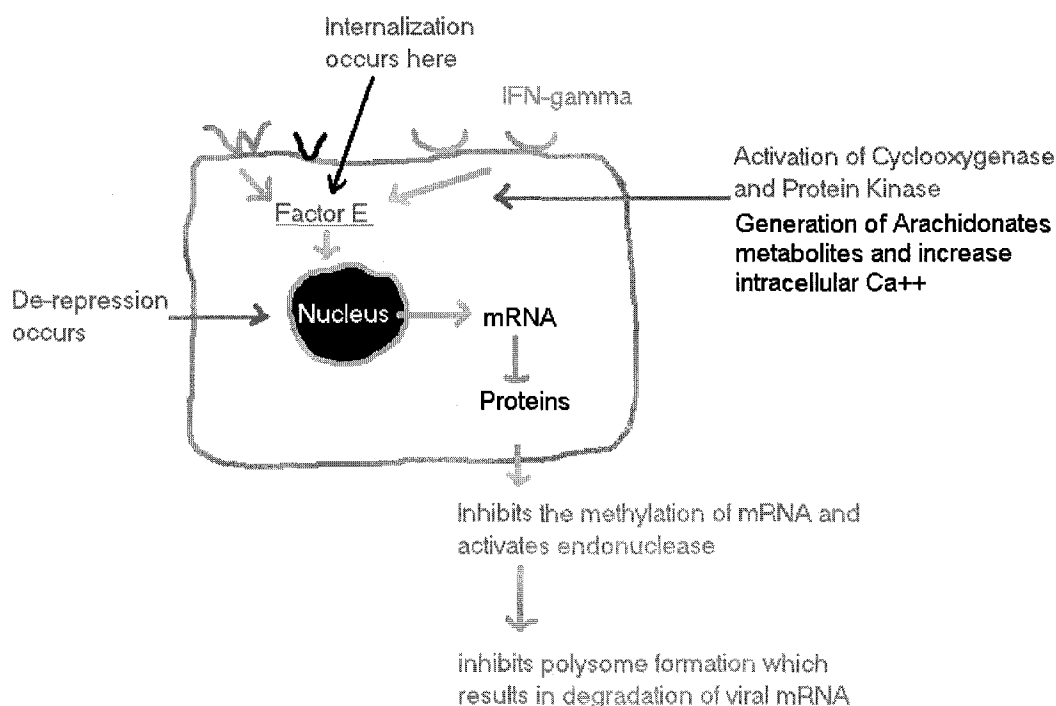 Internalization
occurs here
IFN-gamma
Activation of Cyclooxygenase
and Protein Kinase
Generation of Arachidonates
metabolites and increase
intracellular Ca++
Factor E
De-repression
occurs
Nucleus
mRNA
Proteins
Inhibits the methylation of mRNA and
activates endonuclease
inhibits polysome formation which
results in degradation of viral mRNA